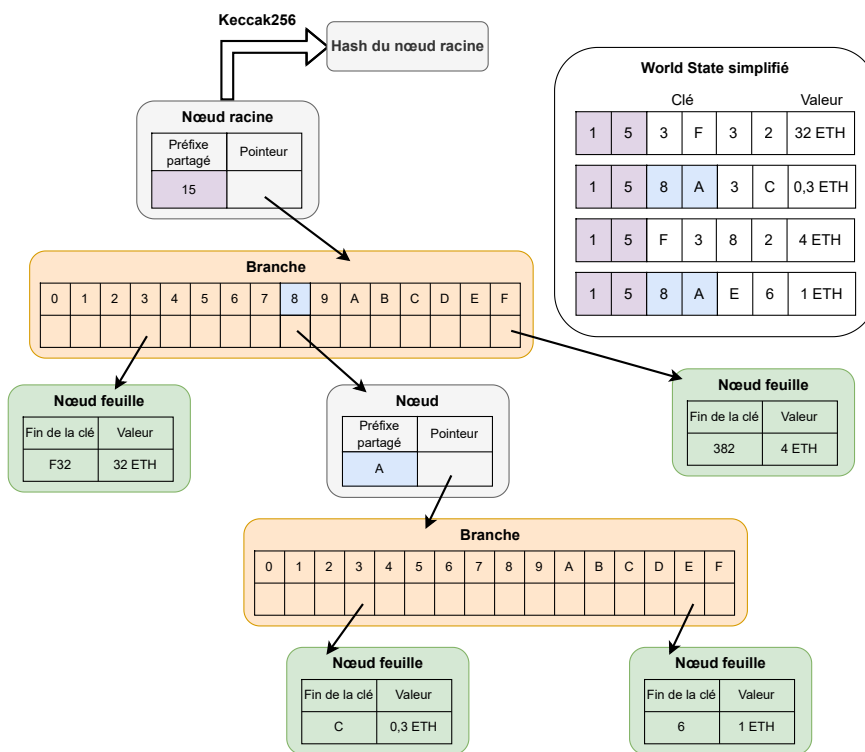 Keccak256
Hash du nœud racine
World State simplifié
Clé Valeur
1 5 3 F 3 2 32 ETH
1 5 8 A 3 C 0,3 ETH
1 5 F 3 8 2 4 ETH
1 5 8 A E 6 1 ETH
Nœud racine
Préfixe
partagé
Pointeur
15
Branche
0 1 2 3 4 5 6 7 8 9 A B C D E F
Nœud feuille
Fin de la clé Valeur
F32 32 ETH
Nœud
Préfixe
partagé
Pointeur
A
Nœud feuille
Fin de la clé Valeur
382 4 ETH
Branche
0 1 2 3 4 5 6 7 8 9 A B C D E F
Nœud feuille
Fin de la clé Valeur
C 0,3 ETH
Nœud feuille
Fin de la clé Valeur
6 1 ETH